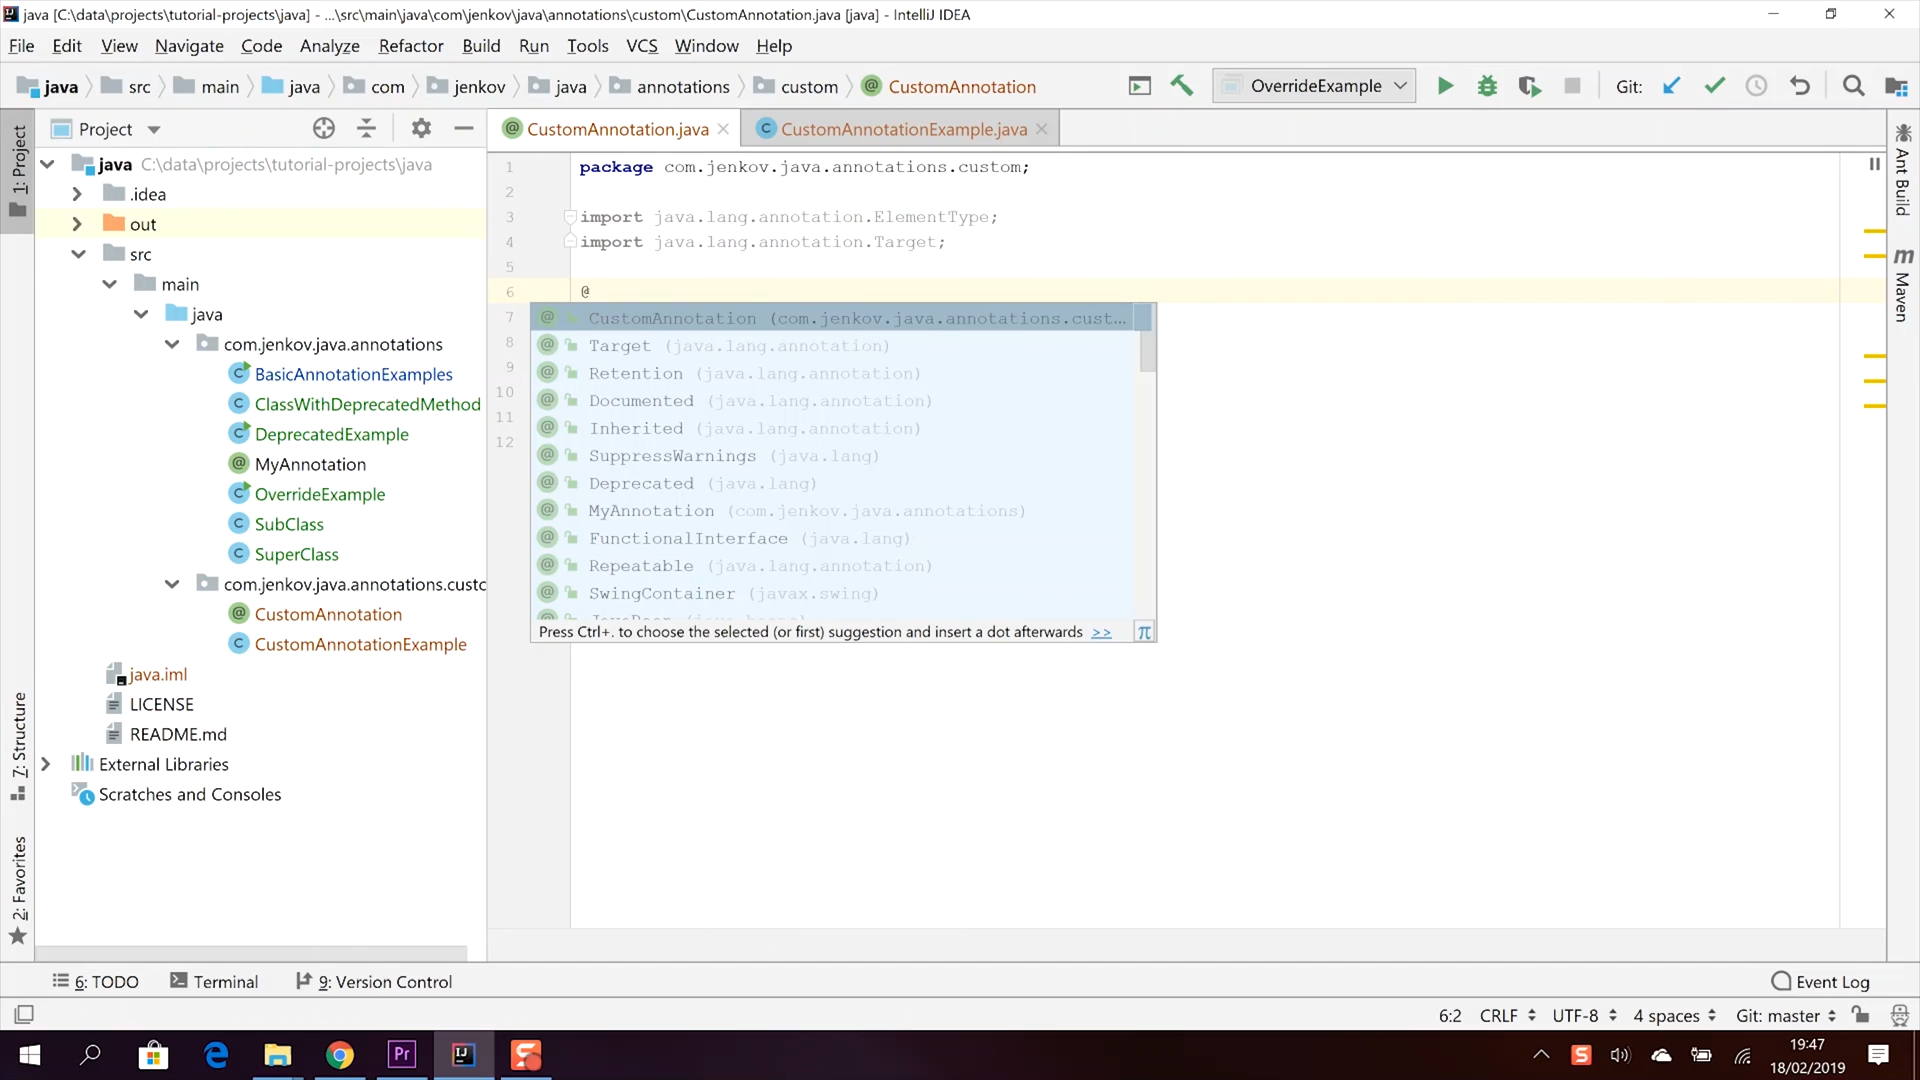 java [C:\data\projects\tutorial-projects\java] - ...\src\main\java\com\jenkov\java\annotations\custom\CustomAnnotation.java [java] - IntelliJ IDEA
File Edit View Navigate Code Analyze Refactor Build Run Tools VCS Window Help
java src main java com jenkov java annotations custom CustomAnnotation OverrideExample Git:
1: Project
Project
CustomAnnotation.java
CustomAnnotationExample.java
java C:\data\projects\tutorial-projects\java
.idea
out
src
main
java
com.jenkov.java.annotations
BasicAnnotationExamples
ClassWithDeprecatedMethod
DeprecatedExample
MyAnnotation
OverrideExample
SubClass
SuperClass
com.jenkov.java.annotations.custo
CustomAnnotation
CustomAnnotationExample
java.iml
LICENSE
README.md
External Libraries
Scratches and Consoles
7: Structure
2: Favorites
1 package com.jenkov.java.annotations.custom;
2
3 import java.lang.annotation.ElementType;
4 import java.lang.annotation.Target;
5
6 @
7
8
9
10
11
12
CustomAnnotation (com.jenkov.java.annotations.cust...
Target (java.lang.annotation)
Retention (java.lang.annotation)
Documented (java.lang.annotation)
Inherited (java.lang.annotation)
SuppressWarnings (java.lang)
Deprecated (java.lang)
MyAnnotation (com.jenkov.java.annotations)
FunctionalInterface (java.lang)
Repeatable (java.lang.annotation)
SwingContainer (javax.swing)
Press Ctrl+. to choose the selected (or first) suggestion and insert a dot afterwards >> π
Ant Build
m Maven
6: TODO Terminal 9: Version Control Event Log
6:2 CRLF UTF-8 4 spaces Git: master
Pr
IJ
S
S
19:47
18/02/2019